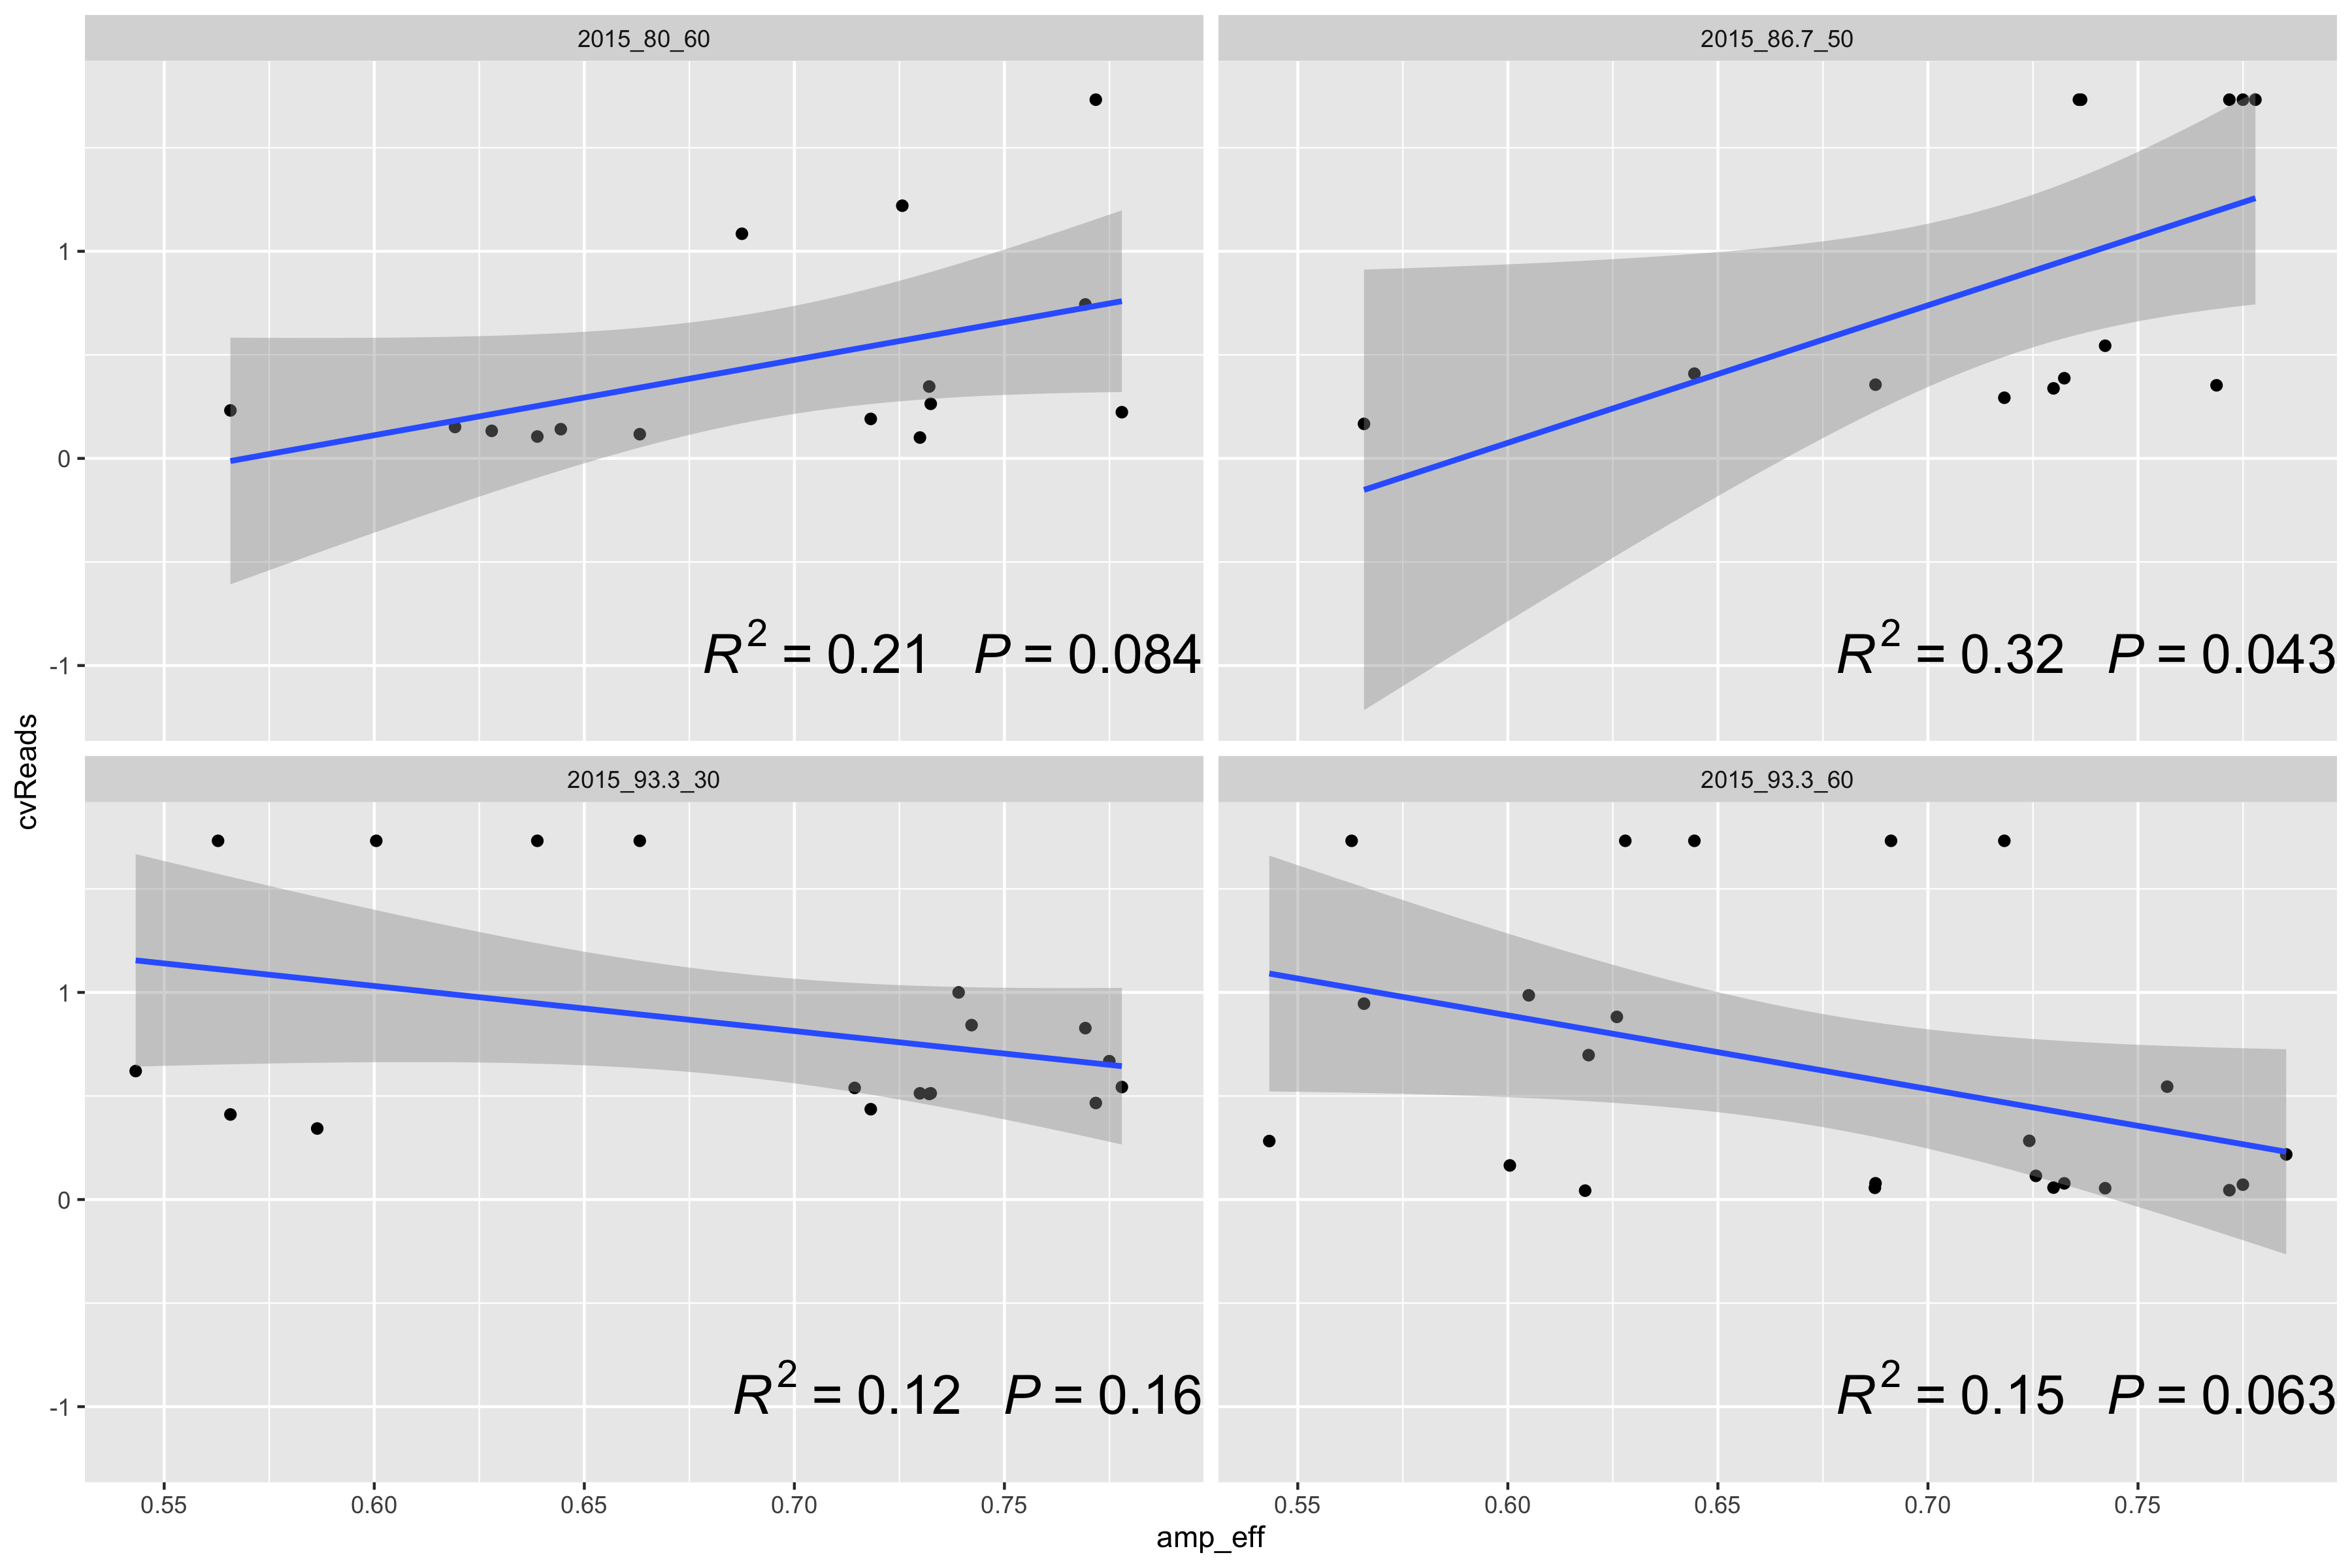 2015_80_60
2015_86.7_50
1
0
-1
R² = 0.21 P = 0.084
R² = 0.32 P = 0.043
cvReads
2015_93.3_30
2015_93.3_60
1
0
-1
R² = 0.12 P = 0.16
R² = 0.15 P = 0.063
0.55 0.60 0.65 0.70 0.75
0.55 0.60 0.65 0.70 0.75
amp_eff